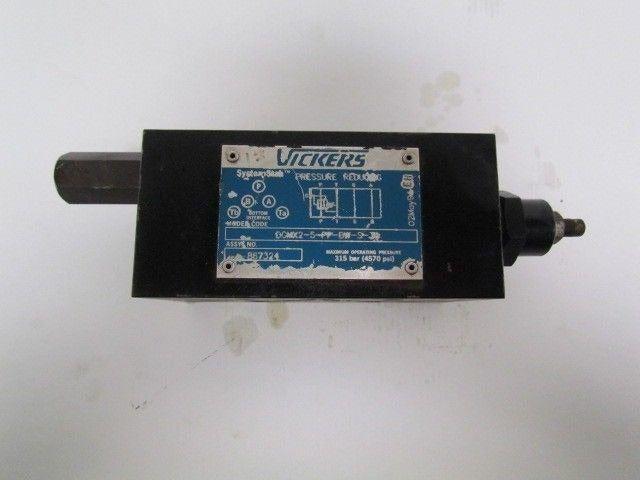 VICKERS
SystemStak™ PRESSURE REDUCING
P
P T B A
B A
Tb BOTTOM INTERFACE Ta
MODEL CODE
DGMX2-5-PP-BW-S-30
ASSY. NO.
867324
MAXIMUM OPERATING PRESSURE
315 bar (4570 psi)